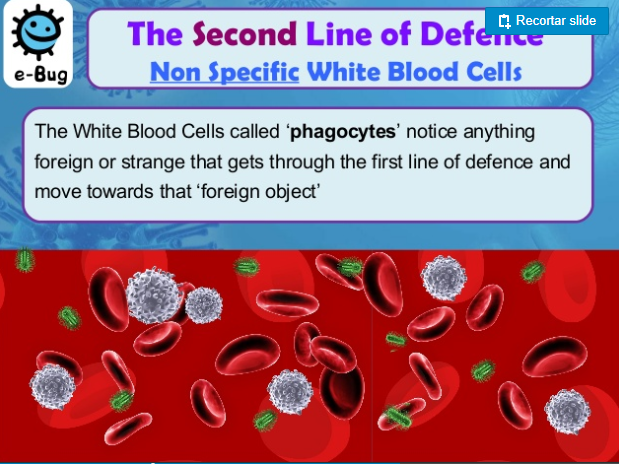 Recortar slide
The Second Line of Defence
e-Bug
Non Specific White Blood Cells
The White Blood Cells called ‘phagocytes’ notice anything
foreign or strange that gets through the first line of defence and
move towards that ‘foreign object’